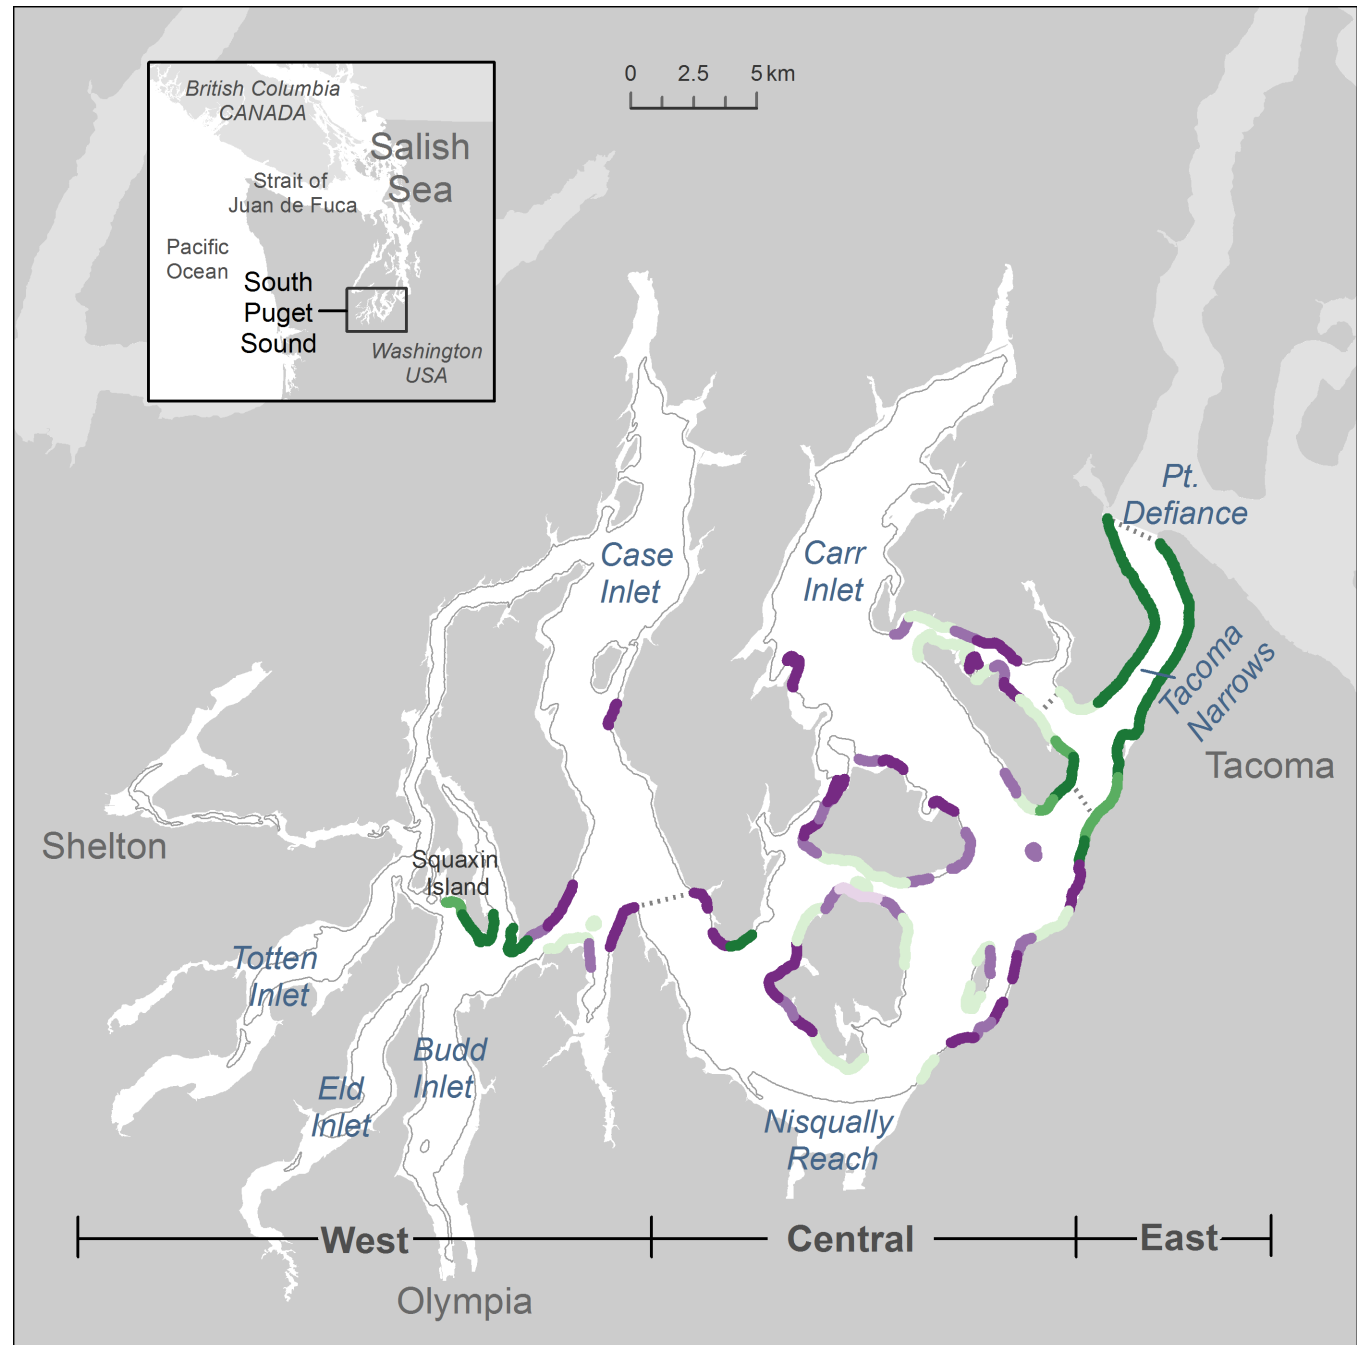 0 2.5 5 km
British Columbia
CANADA
Salish
Sea
Strait of
Juan de Fuca
Pacific
Ocean
South
Puget
Sound
Washington
USA
Pt.
Defiance
Case
Inlet
Carr
Inlet
Tacoma
Narrows
Tacoma
Shelton
Squaxin
Island
Totten
Inlet
Budd
Inlet
Eld
Inlet
Nisqually
Reach
West
Central
East
Olympia